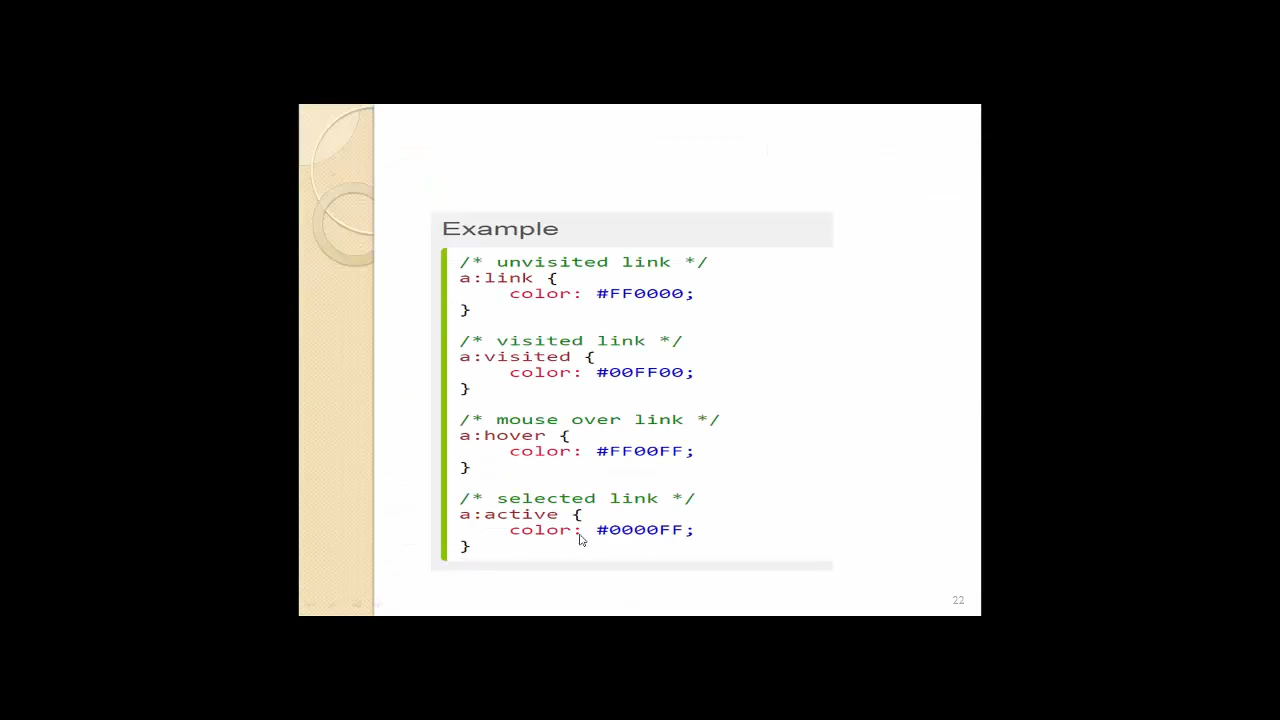 Example
/* unvisited link */
a:link {
    color: #FF0000;
}
/* visited link */
a:visited {
    color: #00FF00;
}
/* mouse over link */
a:hover {
    color: #FF00FF;
}
/* selected link */
a:active {
    color: #0000FF;
}
22